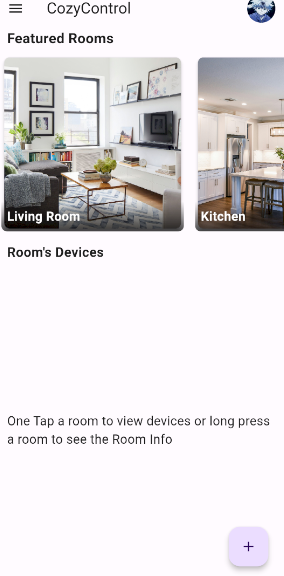 CozyControl
Featured Rooms
Living Room
Kitchen
Room's Devices
One Tap a room to view devices or long press
a room to see the Room Info